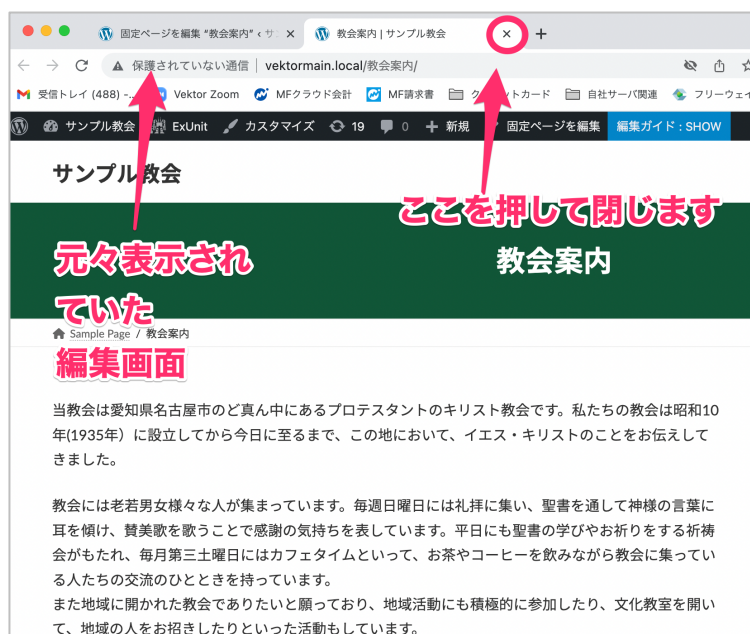 固定ページを編集 “教会案内” ‹ サ
教会案内 | サンプル教会
保護されていない通信
vektormain.local/教会案内/
受信トレイ (488) -...
Vektor Zoom
MFクラウド会計
MF請求書
自社サーバ関連
フリーウェイ
サンプル教会
ExUnit
カスタマイズ
19
0
新規
固定ページを編集
編集ガイド : SHOW
サンプル教会
ここを押して閉じます
元々表示され
ていた
編集画面
教会案内
Sample Page / 教会案内
当教会は愛知県名古屋市のど真ん中にあるプロテスタントのキリスト教会です。私たちの教会は昭和10
年(1935年）に設立してから今日に至るまで、この地において、イエス・キリストのことをお伝えして
きました。
教会には老若男女様々な人が集まっています。毎週日曜日には礼拝に集い、聖書を通して神様の言葉に
耳を傾け、賛美歌を歌うことで感謝の気持ちを表しています。平日にも聖書の学びやお祈りをする祈祷
会がもたれ、毎月第三土曜日にはカフェタイムといって、お茶やコーヒーを飲みながら教会に集ってい
る人たちの交流のひとときを持っています。
また地域に開かれた教会でありたいと願っており、地域活動にも積極的に参加したり、文化教室を開い
て、地域の人をお招きしたりといった活動もしています。